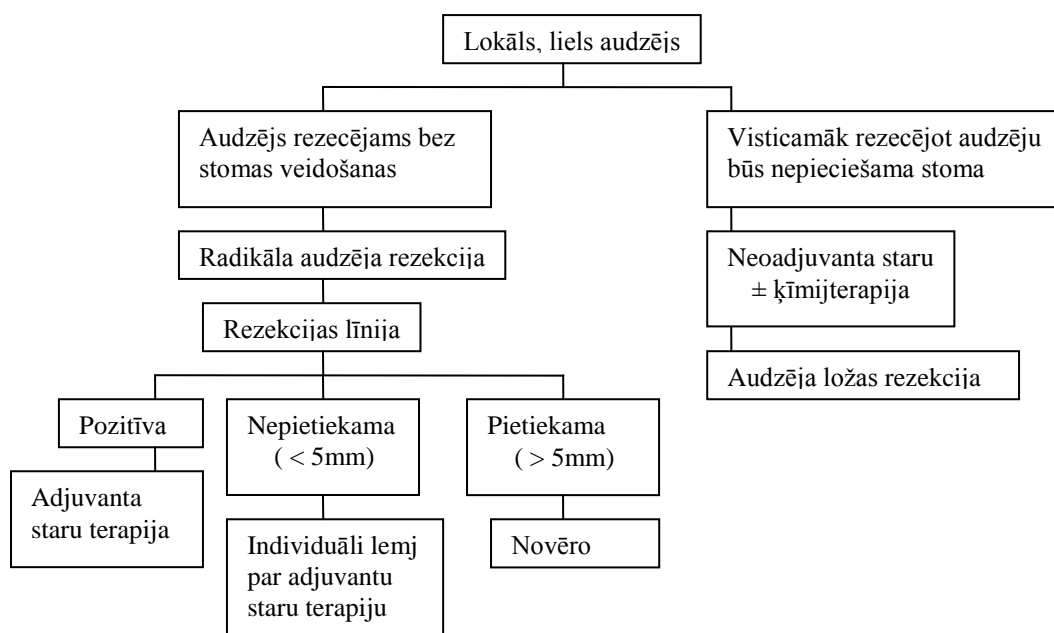 Lokāls, liels audzējs
Audzējs rezecējams bez
stomas veidošanas
Visticamāk rezecējot audzēju
būs nepieciešama stoma
Radikāla audzēja rezekcija
Neoadjuvanta staru
± ķīmijterapija
Rezekcijas līnija
Audzēja ložas rezekcija
Pozitīva
Nepietiekama
( < 5mm)
Pietiekama
( > 5mm)
Adjuvanta
staru terapija
Individuāli lemj
par adjuvantu
staru terapiju
Novēro